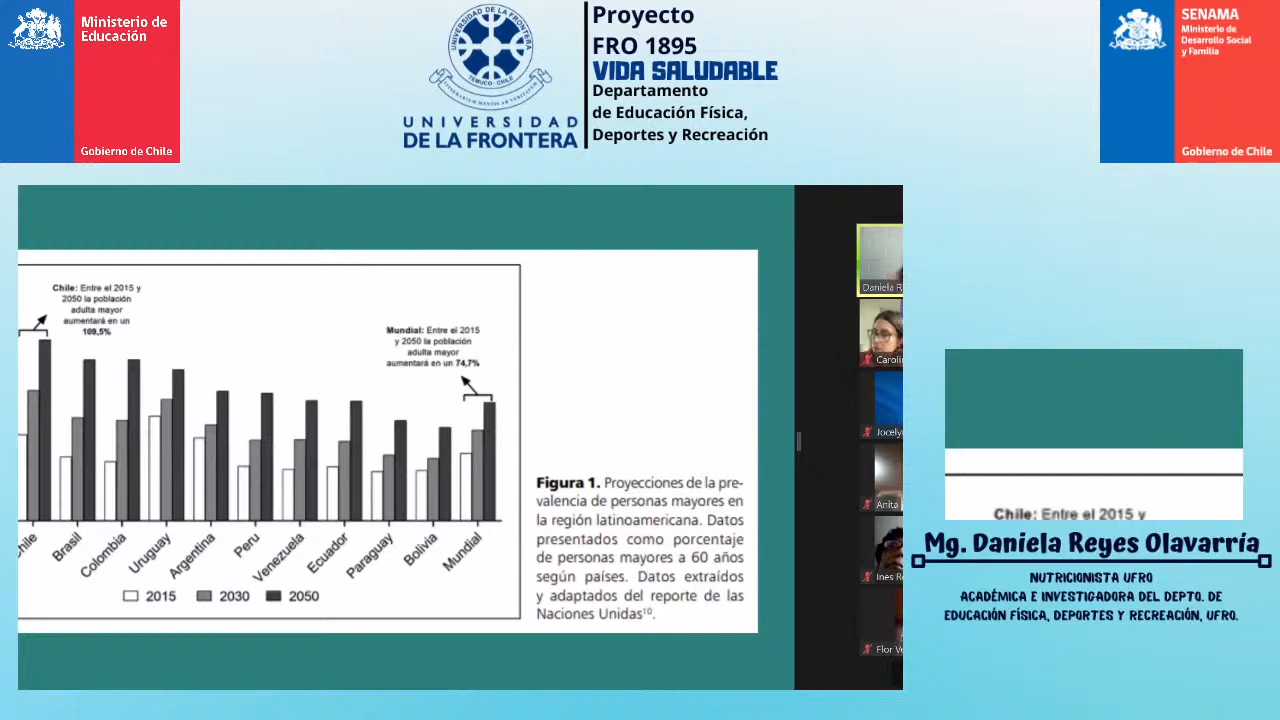 Ministerio de
Educación
Gobierno de Chile
UNIVERSIDAD DE LA FRONTERA
TEMUCO - CHILE
UNIVERSIDAD
DE LA FRONTERA
Proyecto
FRO 1895
VIDA SALUDABLE
Departamento
de Educación Física,
Deportes y Recreación
SENAMA
Ministerio de
Desarrollo Social
y Familia
Gobierno de Chile
Chile: Entre el 2015 y
2050 la población
adulta mayor
aumentará en un
109,5%
Mundial: Entre el 2015
y 2050 la población
adulta mayor
aumentará en un 74,7%
hile
Brasil
Colombia
Uruguay
Argentina
Peru
Venezuela
Ecuador
Paraguay
Bolivia
Mundial
2015
2030
2050
Figura 1. Proyecciones de la pre-
valencia de personas mayores en
la región latinoamericana. Datos
presentados como porcentaje
de personas mayores a 60 años
según países. Datos extraídos
y adaptados del reporte de las
Naciones Unidas¹⁰.
Daniela R
Carolin
Jocelyn
Anita
Ines R
Flor Ve
Chile: Entre el 2015 y
Mg. Daniela Reyes Olavarría
NUTRICIONISTA UFRO
ACADÉMICA E INVESTIGADORA DEL DEPTO. DE
EDUCACIÓN FÍSICA, DEPORTES Y RECREACIÓN, UFRO.